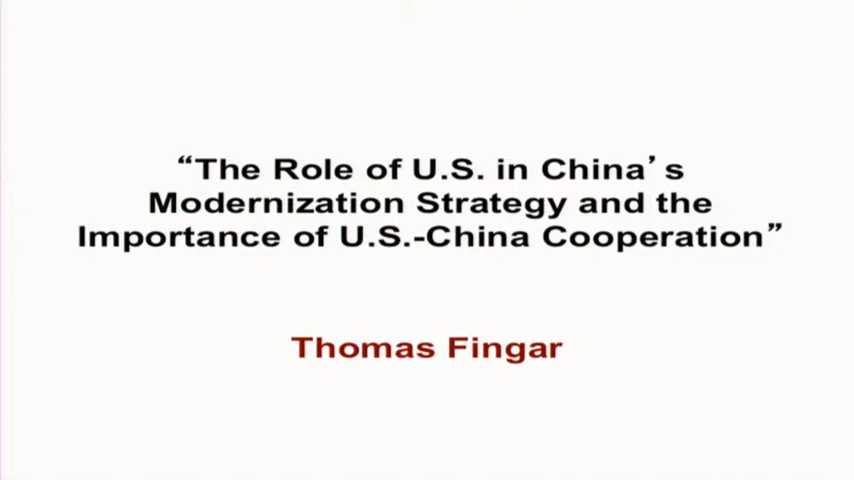 “The Role of U.S. in China’s
Modernization Strategy and the
Importance of U.S.-China Cooperation”
Thomas Fingar